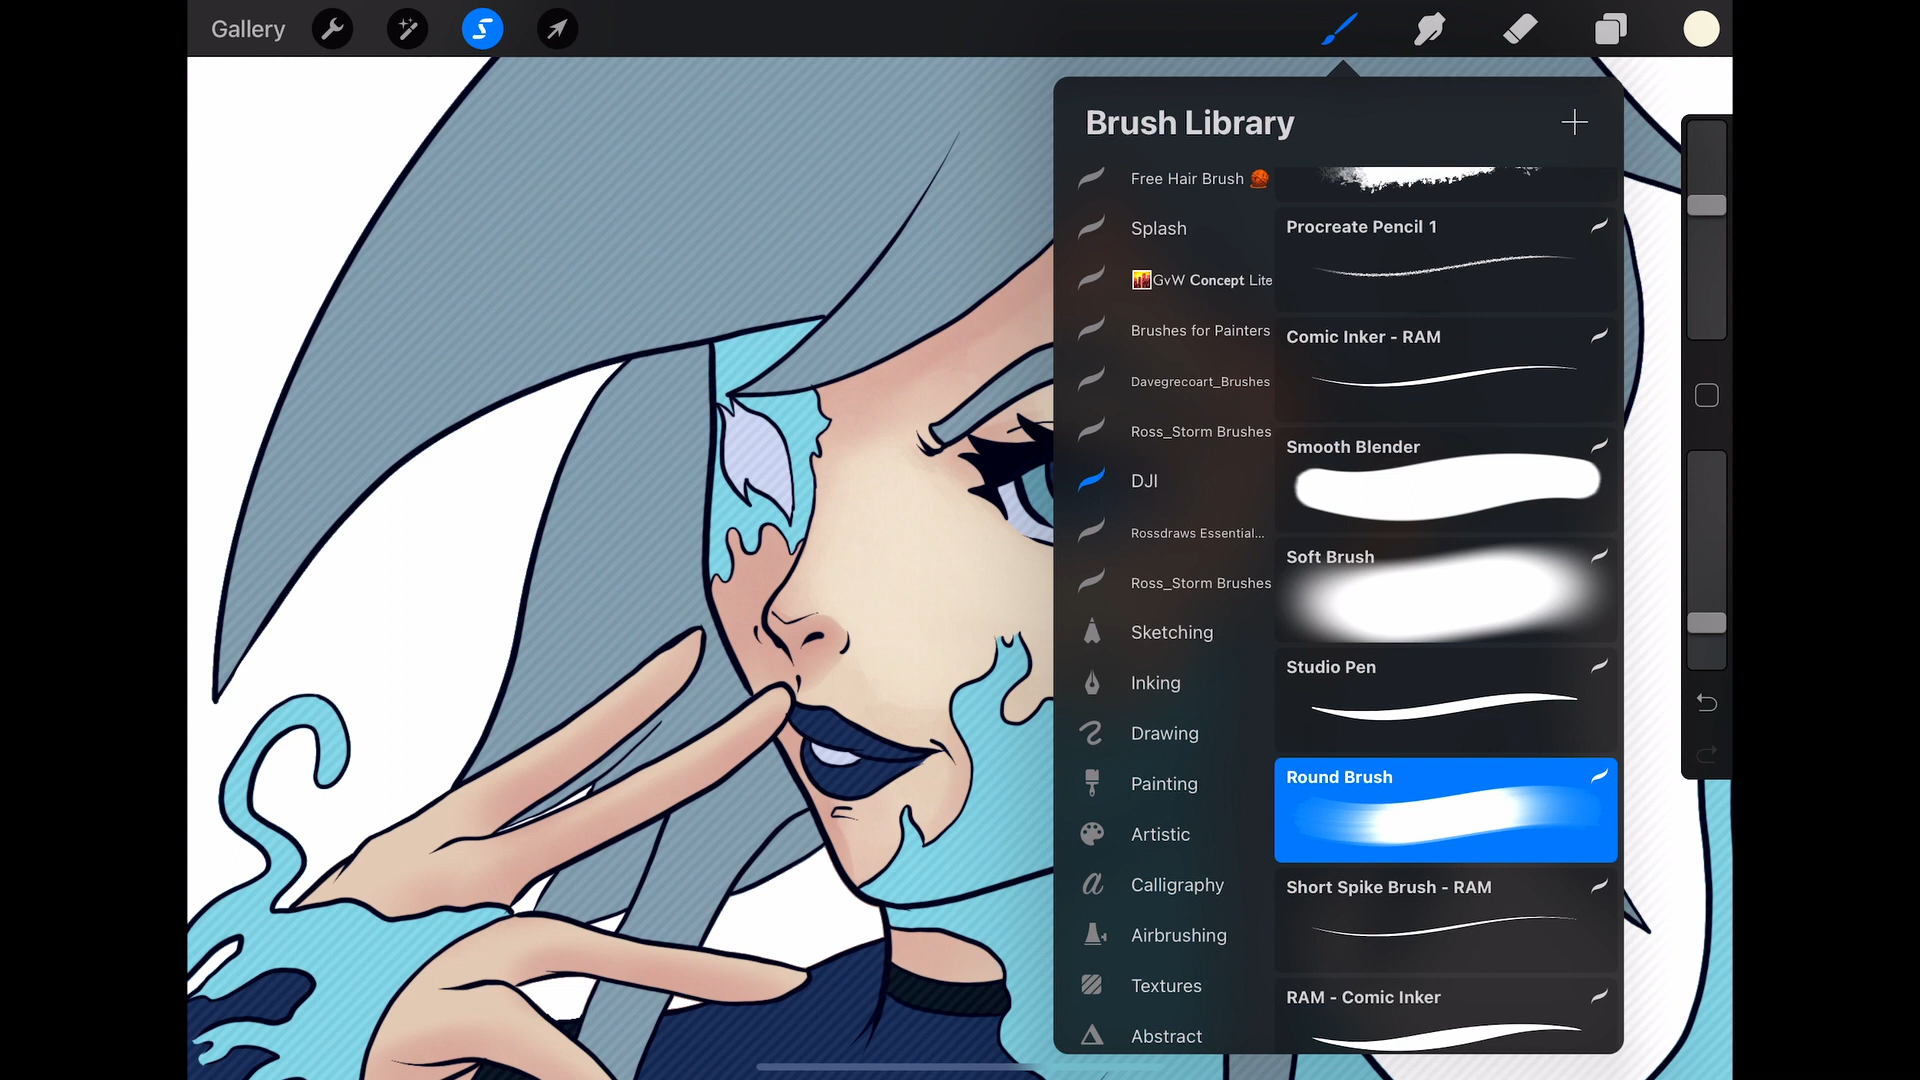 Gallery
Brush Library
Free Hair Brush
Splash
GvW Concept Lite
Brushes for Painters
Davegrecoart_Brushes
Ross_Storm Brushes
DJI
Rossdraws Essential...
Ross_Storm Brushes
Sketching
Inking
Drawing
Painting
Artistic
Calligraphy
Airbrushing
Textures
Abstract
Procreate Pencil 1
Comic Inker - RAM
Smooth Blender
Soft Brush
Studio Pen
Round Brush
Short Spike Brush - RAM
RAM - Comic Inker